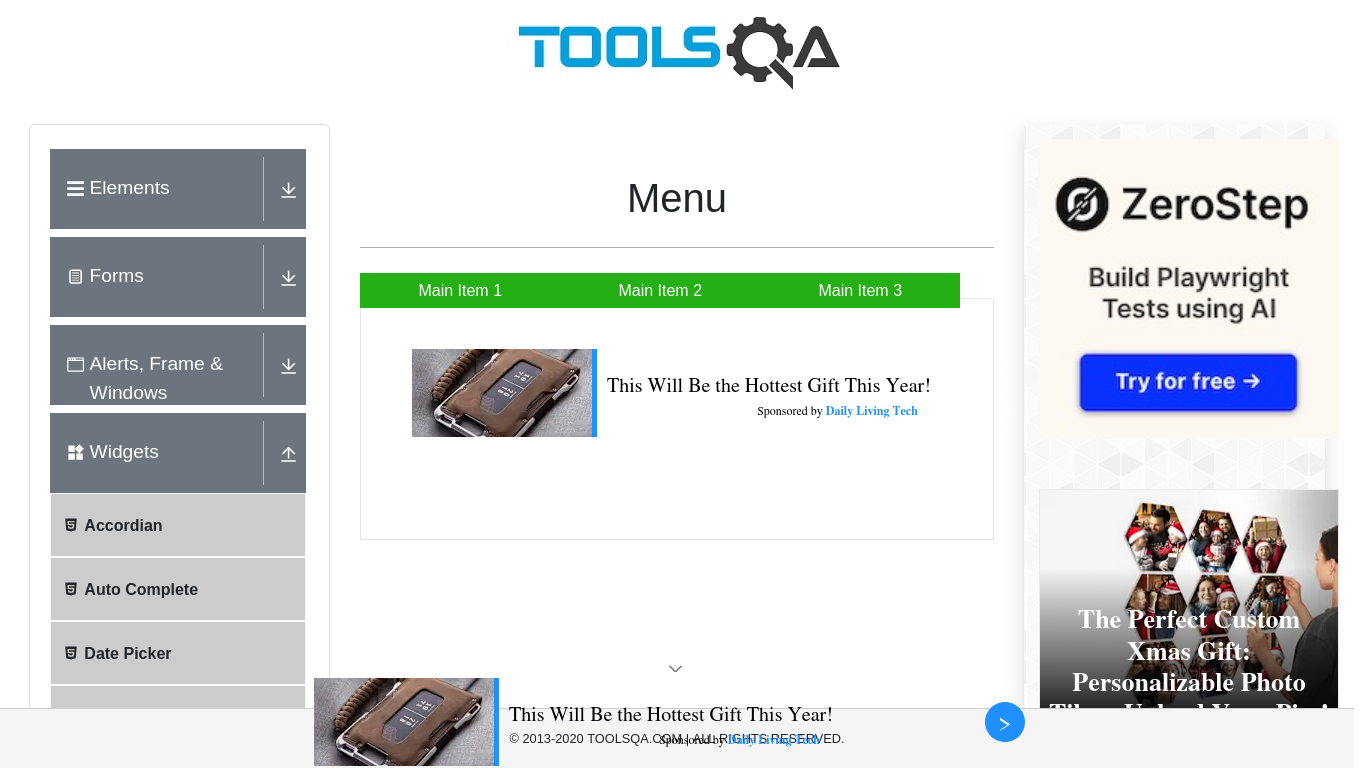 TOOLSQA
Elements
Forms
Alerts, Frame &
Windows
Widgets
Accordian
Auto Complete
Date Picker
Menu
Main Item 1
Main Item 2
Main Item 3
This Will Be the Hottest Gift This Year!
Sponsored by Daily Living Tech
ZeroStep
Build Playwright
Tests using AI
Try for free →
The Perfect Custom
Xmas Gift:
Personalizable Photo
This Will Be the Hottest Gift This Year!
Sponsored by Daily Living Tech
© 2013-2020 TOOLSQA.COM | ALL RIGHTS RESERVED.